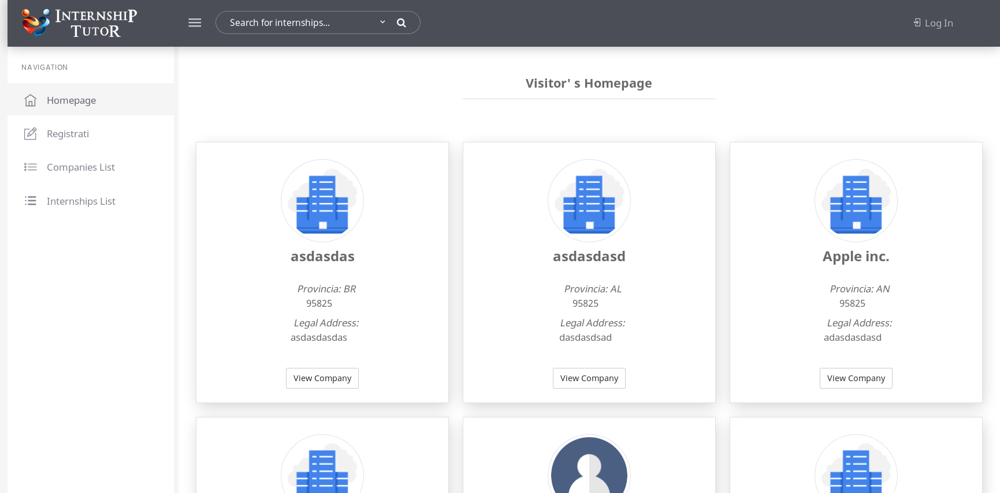 INTERNSHIP
TUTOR
Search for internships...
Log In
NAVIGATION
Homepage
Registrati
Companies List
Internships List
Visitor' s Homepage
asdasdas
Provincia: BR
95825
Legal Address:
asdasdasdas
View Company
asdasdasd
Provincia: AL
95825
Legal Address:
dasdasdsad
View Company
Apple inc.
Provincia: AN
95825
Legal Address:
adasdasdasd
View Company